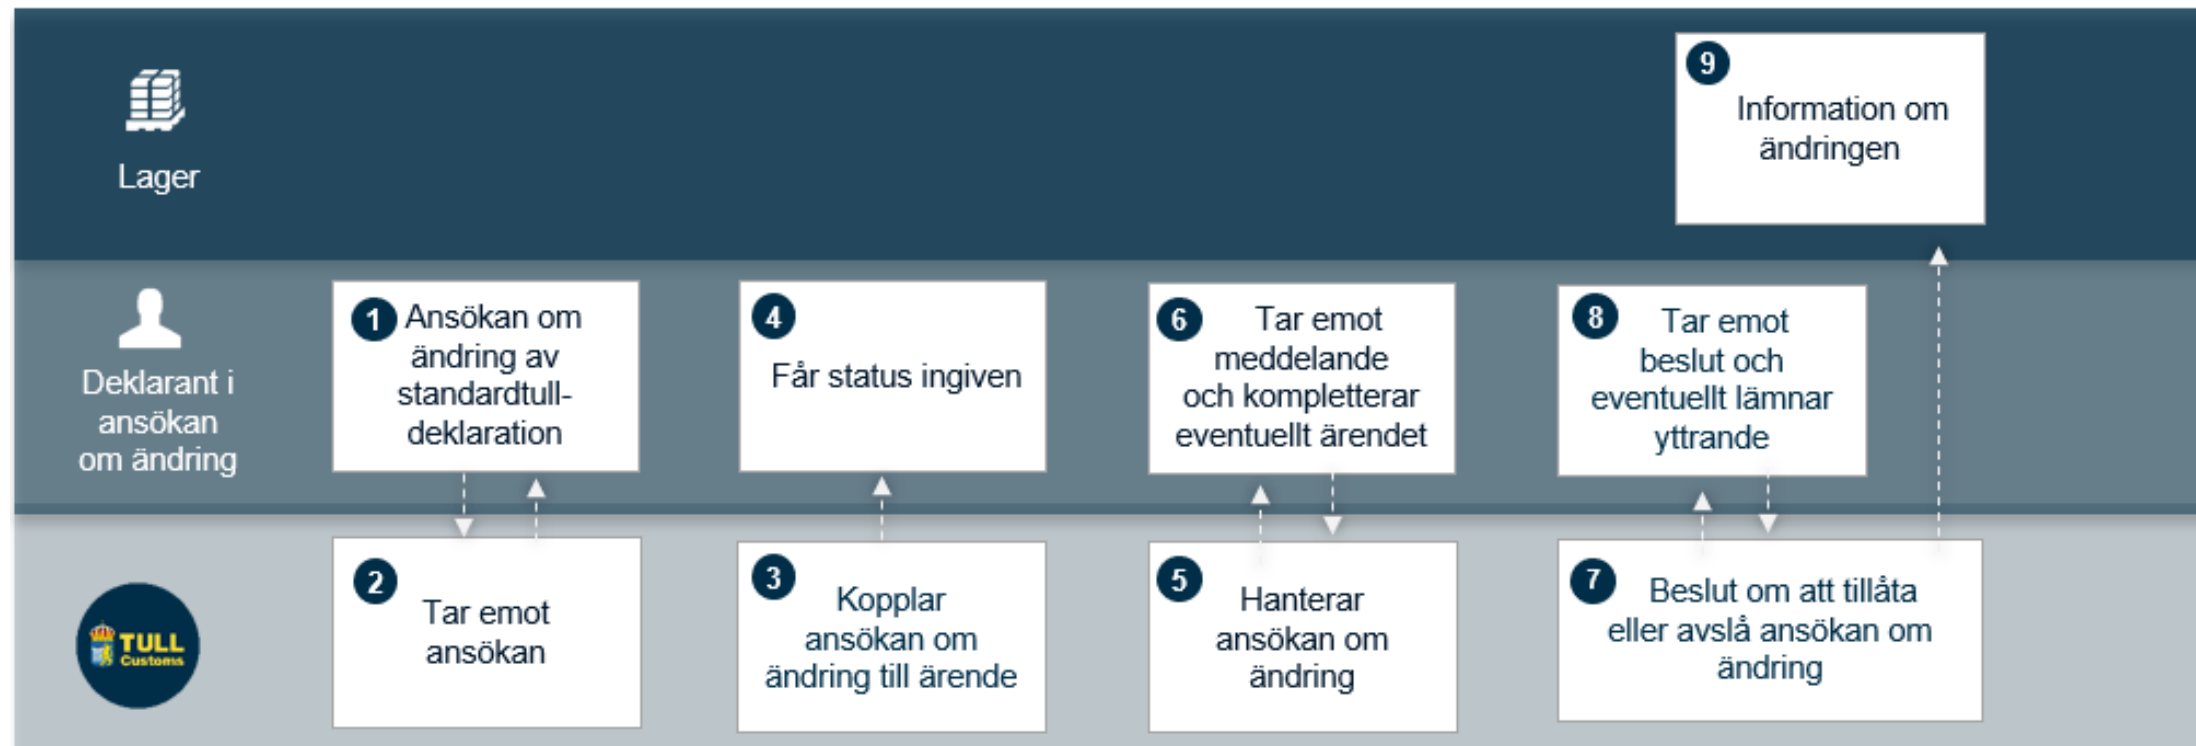 Lager
9
Information om
ändringen
Deklarant i
ansökan
om ändring
1 Ansökan om
ändring av
standardtull-
deklaration
4
Får status ingiven
6 Tar emot
meddelande
och kompletterar
eventuellt ärendet
8 Tar emot
beslut och
eventuellt lämnar
yttrande
TULL
Customs
2
Tar emot
ansökan
3
Kopplar
ansökan om
ändring till ärende
5
Hanterar
ansökan om
ändring
7 Beslut om att tillåta
eller avslå ansökan om
ändring